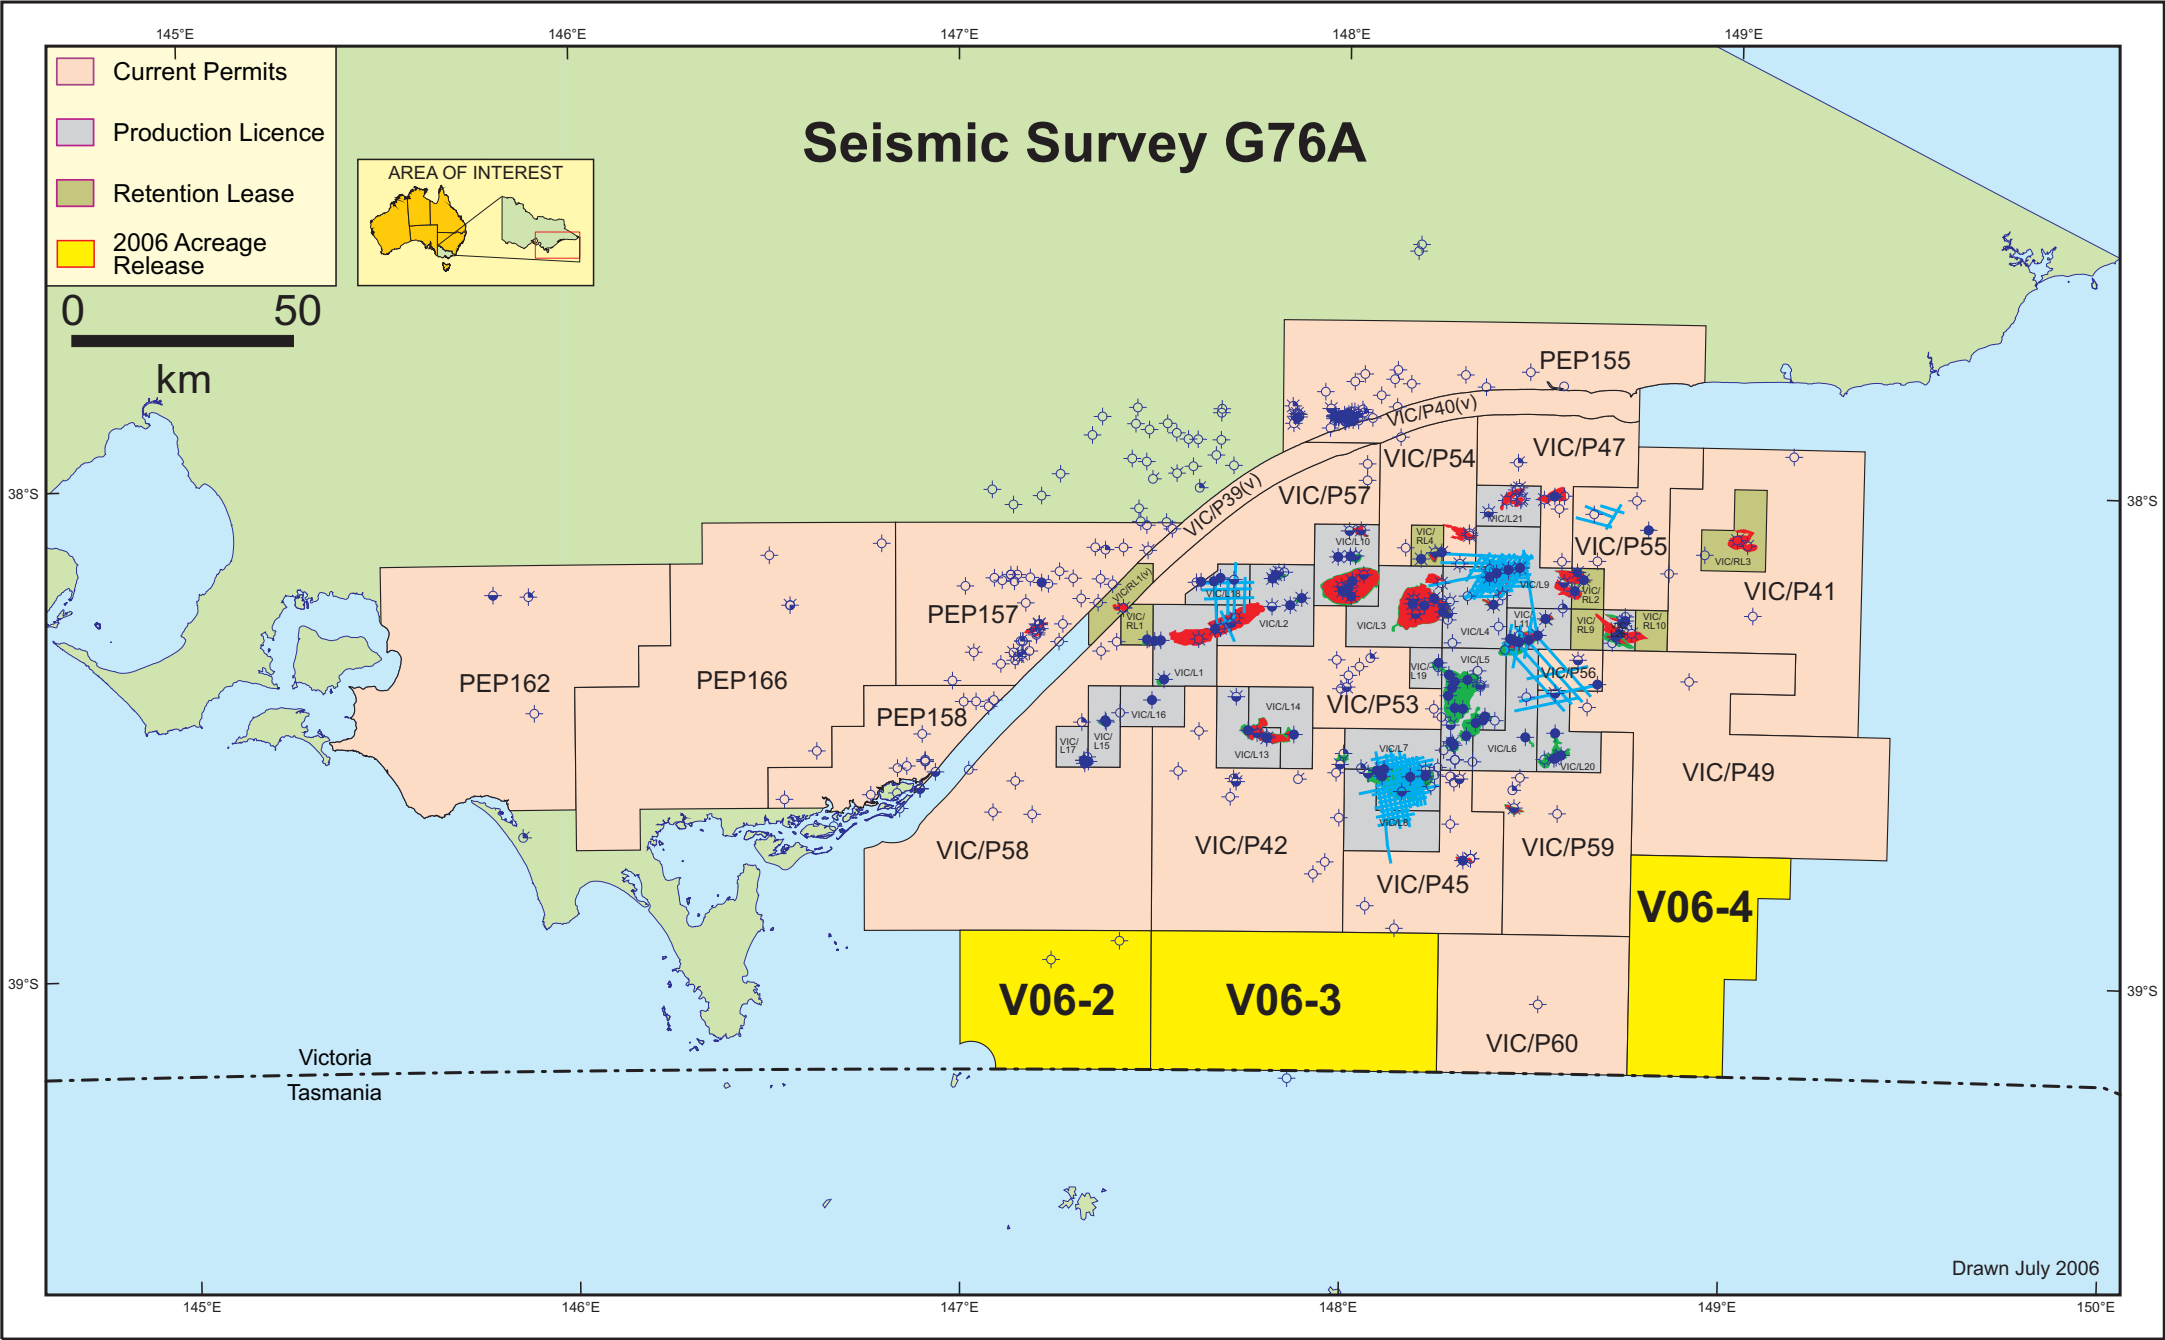 145°E
146°E
147°E
148°E
149°E
Current Permits
Production Licence
Retention Lease
2006 Acreage
Release
0 50
km
AREA OF INTEREST
Seismic Survey G76A
38°S
38°S
39°S
39°S
PEP155
VIC/P40(v)
VIC/P39(v)
VIC/P47
VIC/P54
VIC/P57
VIC/L21
VIC/L10
VIC/
RL4
VIC/P55
VIC/RL3
VIC/P41
VIC/RL1(v)
VIC/
RL1
VIC/L18
VIC/L2
VIC/L3
VIC/L9
VIC/
RL2
VIC/L4
VIC/
L11
VIC/
RL9
VIC/
RL10
PEP157
PEP162
PEP166
PEP158
VIC/L1
VIC/
L19
VIC/L5
VIC/P56
VIC/P53
VIC/L16
VIC/L14
VIC/
L17
VIC/
L15
VIC/L13
VIC/L7
VIC/L6
VIC/L20
VIC/P49
VIC/L8
VIC/P58
VIC/P42
VIC/P59
VIC/P45
V06-4
V06-2
V06-3
VIC/P60
Victoria
Tasmania
Drawn July 2006
145°E
146°E
147°E
148°E
149°E
150°E